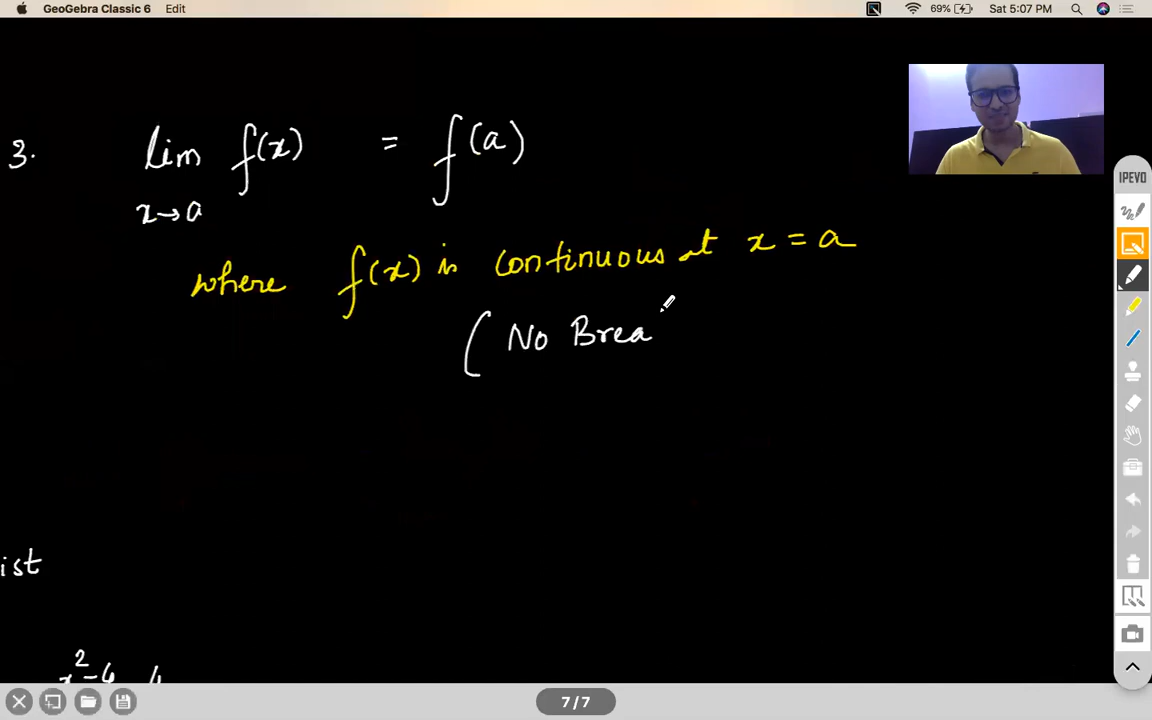 GeoGebra Classic 6 Edit 69% Sat 5:07 PM
3. lim f(x) = f(a)
x→a
IPEVO
where f(x) is continuous at x = a
( No Brea
ist
7/7